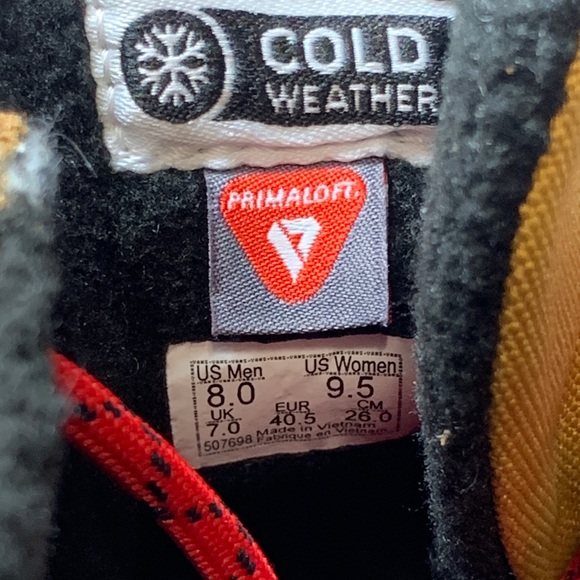 COLD
WEATHER
PRIMALOFT.
US Men US Women
8.0 9.5
UK EUR CM
7.0 40.5 26.0
Made in Vietnam
507698 Fabrique en Vietnam